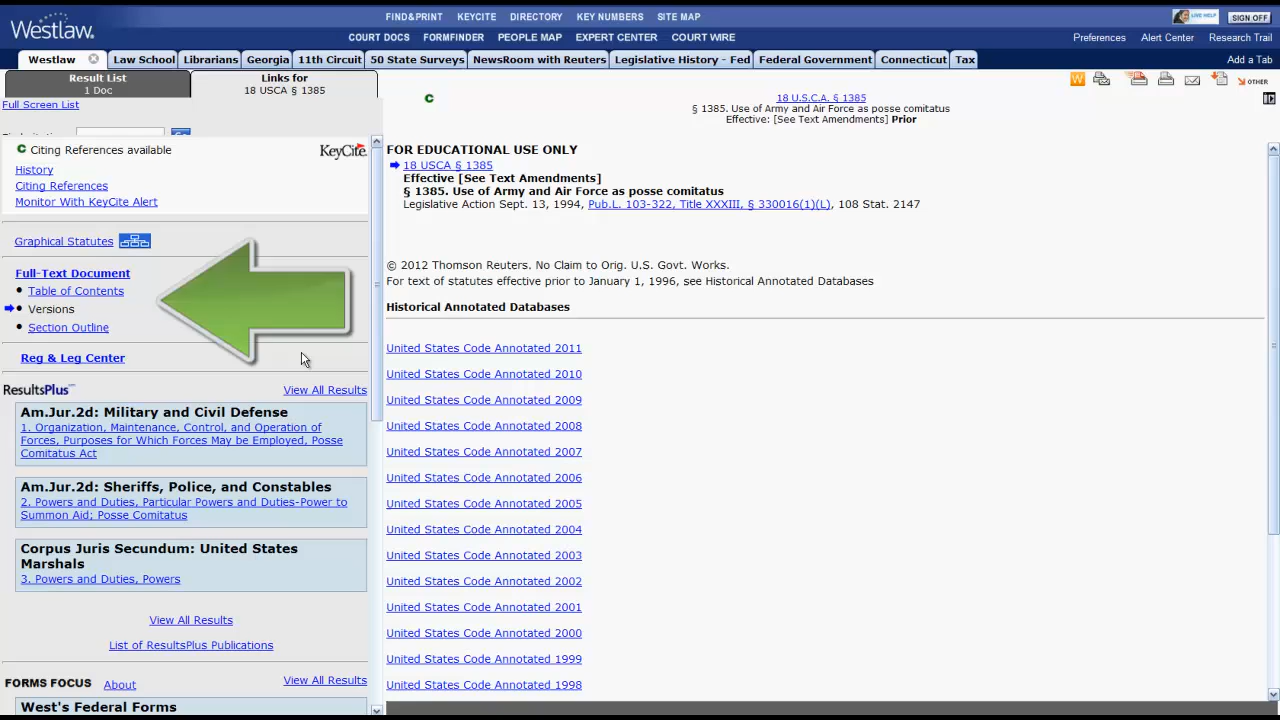 Westlaw.
FIND&PRINT KEYCITE DIRECTORY KEY NUMBERS SITE MAP
LIVE HELP
SIGN OFF
COURT DOCS FORMFINDER PEOPLE MAP EXPERT CENTER COURT WIRE
Preferences Alert Center Research Trail
Westlaw Law School Librarians Georgia 11th Circuit 50 State Surveys NewsRoom with Reuters Legislative History - Fed Federal Government Connecticut Tax
Add a Tab
Result List
1 Doc
Links for
18 USCA § 1385
W
OTHER
Full Screen List
Go
C Citing References available
KeyCite.
History
Citing References
Monitor With KeyCite Alert
Graphical Statutes
Full-Text Document
Table of Contents
Versions
Section Outline
Reg & Leg Center
ResultsPlus™
View All Results
Am.Jur.2d: Military and Civil Defense
1. Organization, Maintenance, Control, and Operation of
Forces, Purposes for Which Forces May be Employed, Posse
Comitatus Act
Am.Jur.2d: Sheriffs, Police, and Constables
2. Powers and Duties, Particular Powers and Duties-Power to
Summon Aid; Posse Comitatus
Corpus Juris Secundum: United States
Marshals
3. Powers and Duties, Powers
View All Results
List of ResultsPlus Publications
FORMS FOCUS About
View All Results
West's Federal Forms
C
18 U.S.C.A. § 1385
§ 1385. Use of Army and Air Force as posse comitatus
Effective: [See Text Amendments] Prior
FOR EDUCATIONAL USE ONLY
18 USCA § 1385
Effective [See Text Amendments]
§ 1385. Use of Army and Air Force as posse comitatus
Legislative Action Sept. 13, 1994, Pub.L. 103-322, Title XXXIII, § 330016(1)(L), 108 Stat. 2147
© 2012 Thomson Reuters. No Claim to Orig. U.S. Govt. Works.
For text of statutes effective prior to January 1, 1996, see Historical Annotated Databases
Historical Annotated Databases
United States Code Annotated 2011
United States Code Annotated 2010
United States Code Annotated 2009
United States Code Annotated 2008
United States Code Annotated 2007
United States Code Annotated 2006
United States Code Annotated 2005
United States Code Annotated 2004
United States Code Annotated 2003
United States Code Annotated 2002
United States Code Annotated 2001
United States Code Annotated 2000
United States Code Annotated 1999
United States Code Annotated 1998